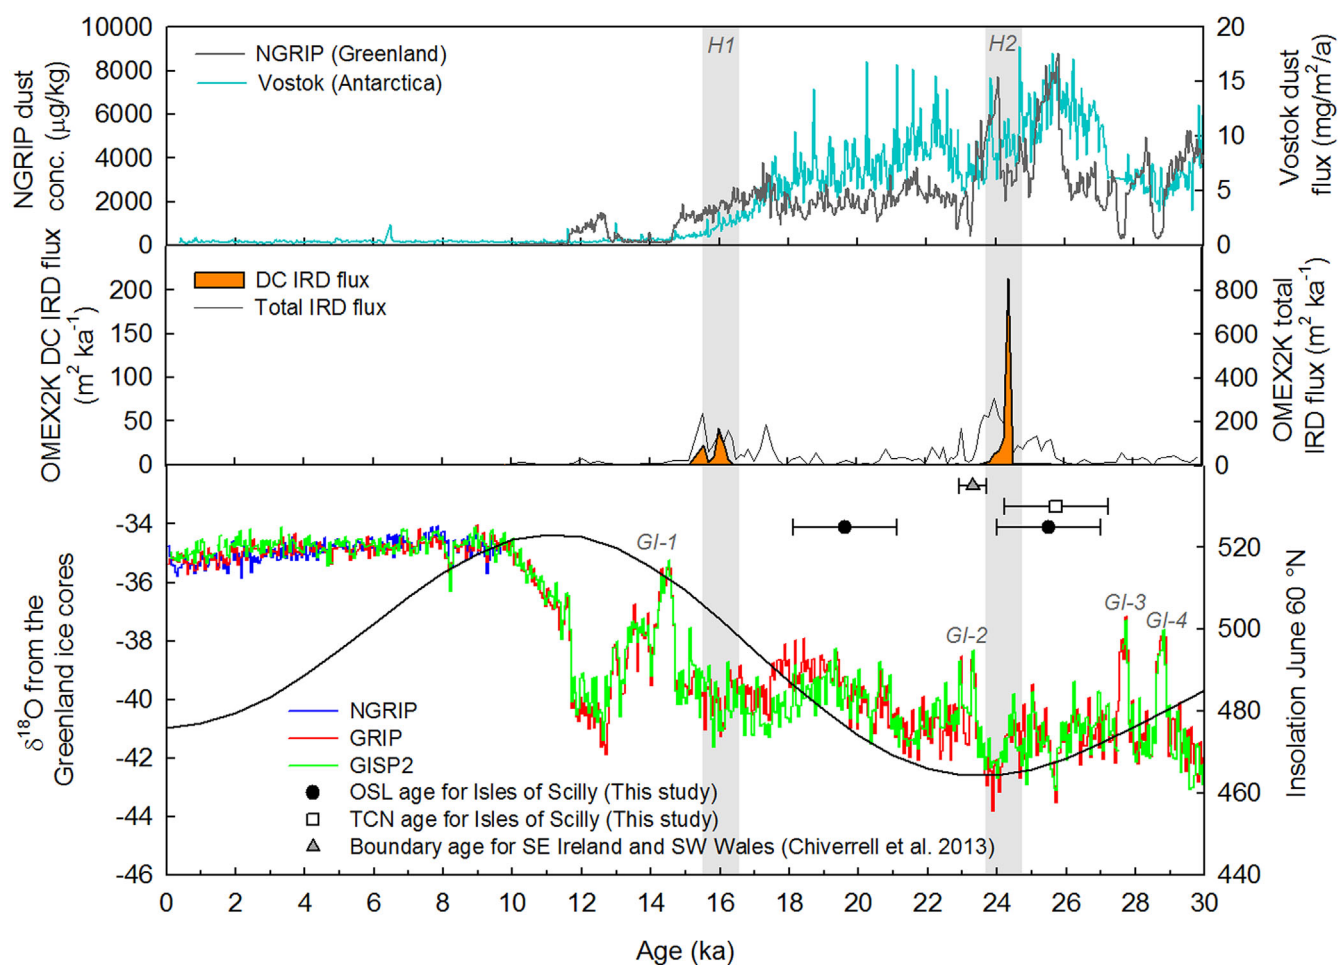 NGRIP dust
conc. (μg/kg)
10000
8000
6000
4000
2000
0
NGRIP (Greenland)
Vostok (Antarctica)
H1
H2
20
15
10
5
0
Vostok dust
flux (mg/m²/a)
OMEX2K DC IRD flux
(m² ka⁻¹)
200
150
100
50
0
DC IRD flux
Total IRD flux
800
600
400
200
0
OMEX2K total
IRD flux (m² ka⁻¹)
δ¹⁸O from the
Greenland ice cores
-34
-36
-38
-40
-42
-44
-46
GI-1
GI-2
GI-3
GI-4
NGRIP
GRIP
GISP2
OSL age for Isles of Scilly (This study)
TCN age for Isles of Scilly (This study)
Boundary age for SE Ireland and SW Wales (Chiverrell et al. 2013)
520
500
480
460
440
Insolation June 60 °N
0 2 4 6 8 10 12 14 16 18 20 22 24 26 28 30
Age (ka)